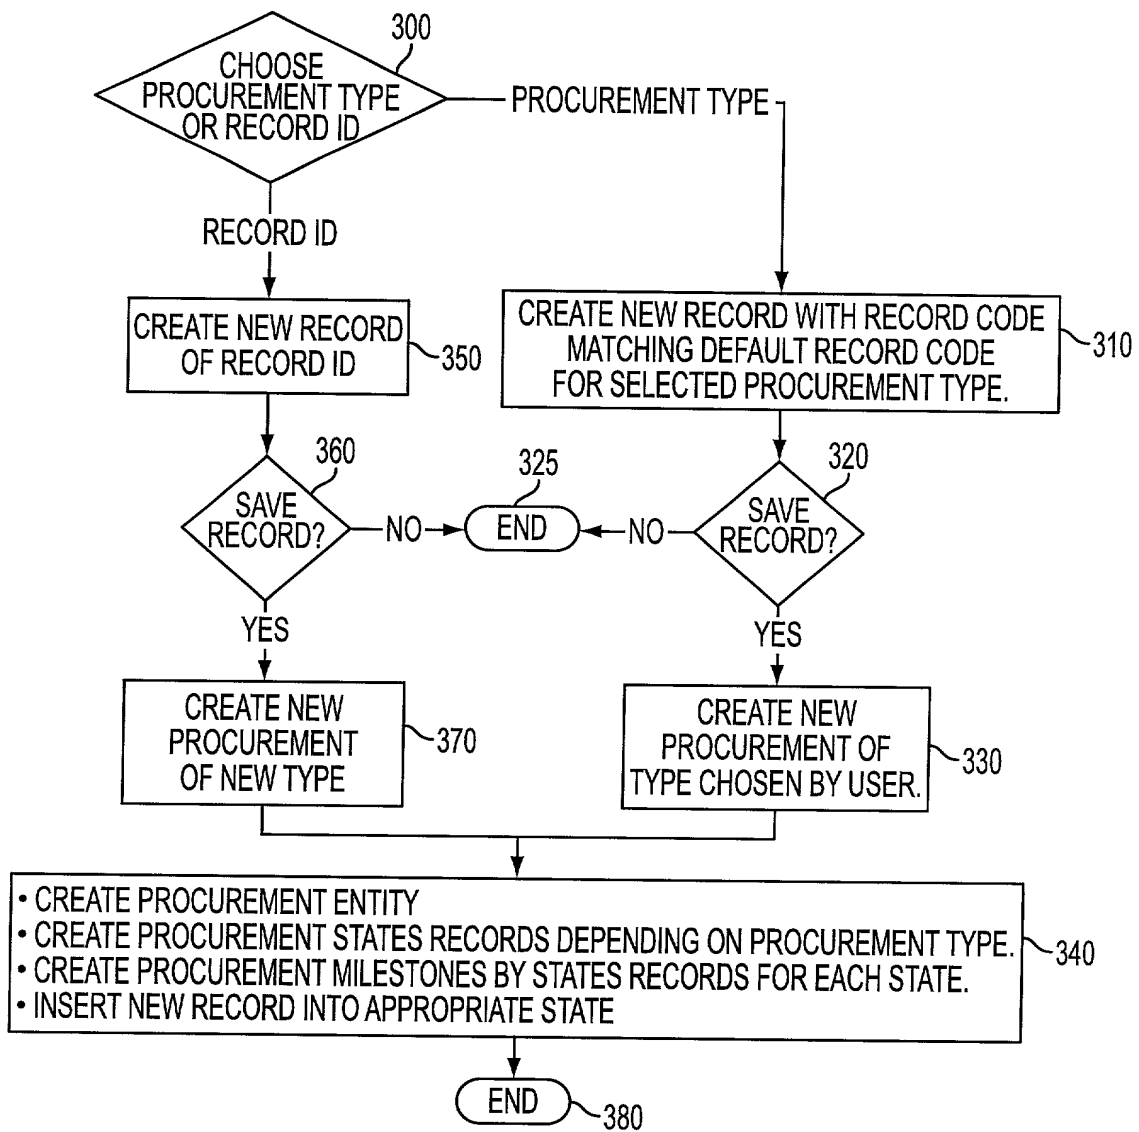 300
CHOOSE
PROCUREMENT TYPE
OR RECORD ID
PROCUREMENT TYPE
RECORD ID
CREATE NEW RECORD
OF RECORD ID
350
CREATE NEW RECORD WITH RECORD CODE
MATCHING DEFAULT RECORD CODE
FOR SELECTED PROCUREMENT TYPE.
310
360
SAVE
RECORD?
NO
325
END
NO
320
SAVE
RECORD?
YES
YES
CREATE NEW
PROCUREMENT
OF NEW TYPE
370
CREATE NEW
PROCUREMENT OF
TYPE CHOSEN BY USER.
330
• CREATE PROCUREMENT ENTITY
• CREATE PROCUREMENT STATES RECORDS DEPENDING ON PROCUREMENT TYPE.
• CREATE PROCUREMENT MILESTONES BY STATES RECORDS FOR EACH STATE.
• INSERT NEW RECORD INTO APPROPRIATE STATE
340
END
380